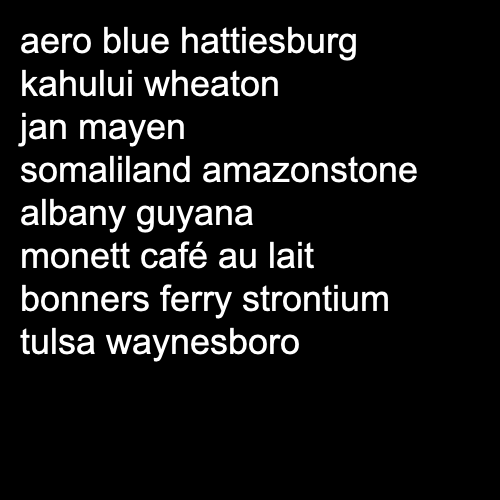 aero blue hattiesburg
kahului wheaton
jan mayen
somaliland amazonstone
albany guyana
monett café au lait
bonners ferry strontium
tulsa waynesboro